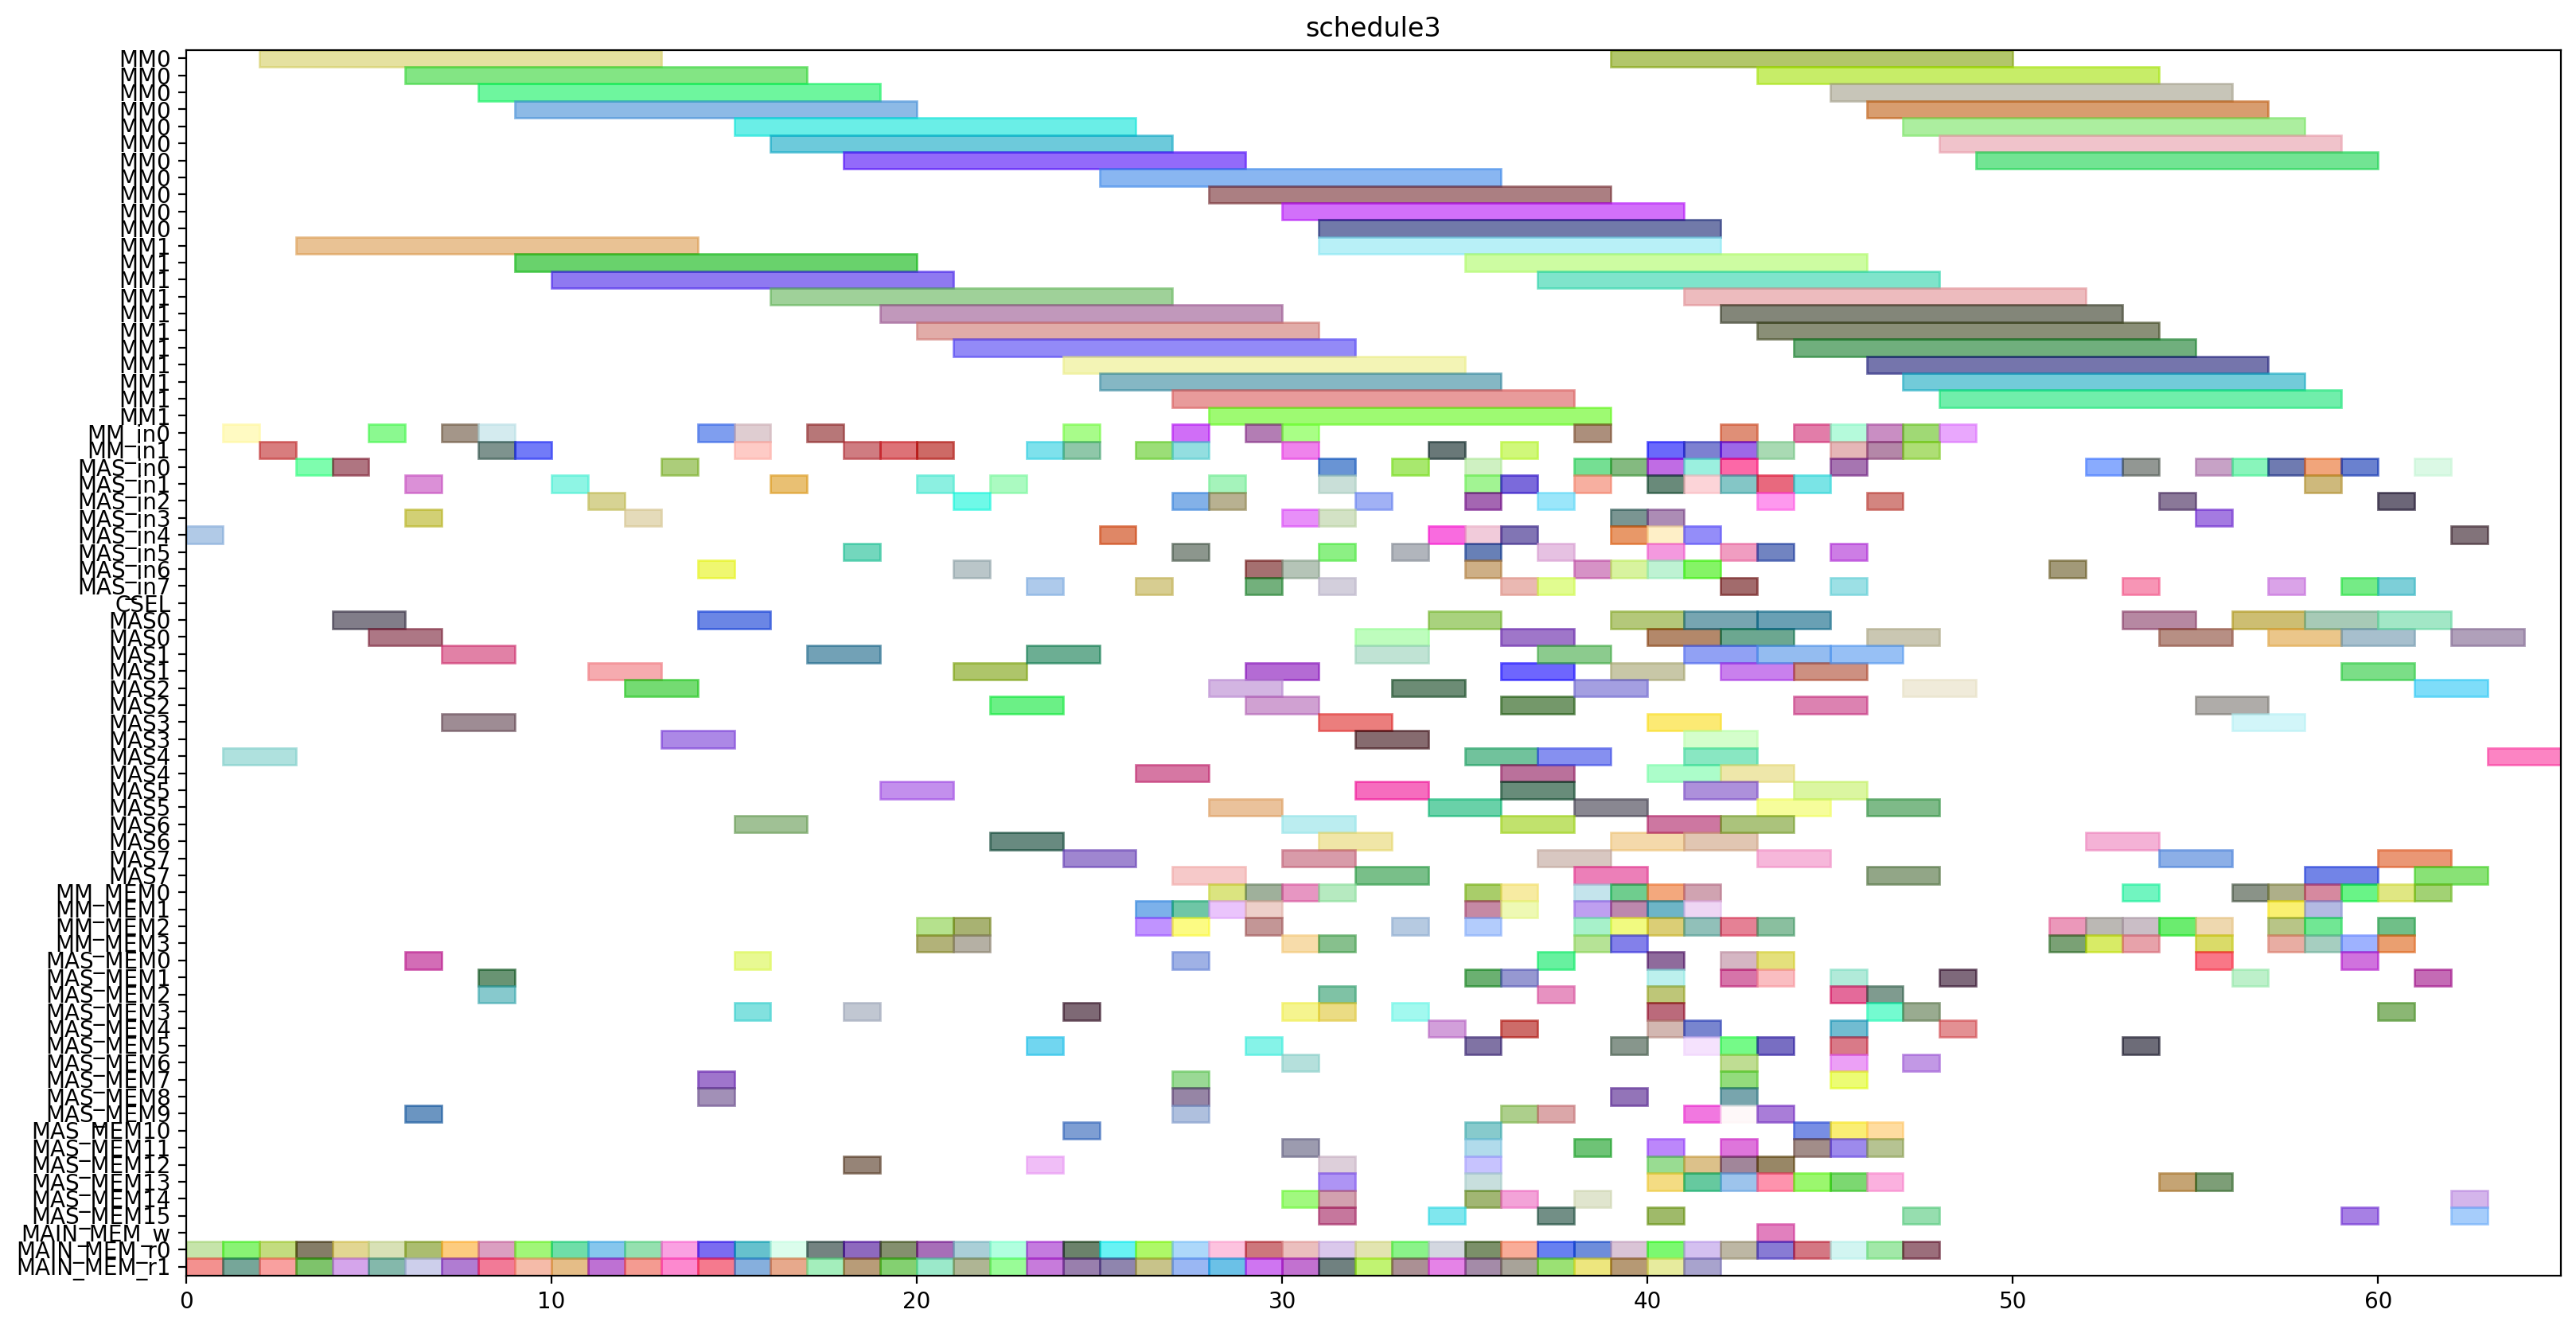 schedule3
MM0
MM0
MM0
MM0
MM0
MM0
MM0
MM0
MM0
MM0
MM0
MM1
MM1
MM1
MM1
MM1
MM1
MM1
MM1
MM1
MM1
MM1
MM_in0
MM_in1
MAS_in0
MAS_in1
MAS_in2
MAS_in3
MAS_in4
MAS_in5
MAS_in6
MAS_in7
CSEL
MAS0
MAS0
MAS1
MAS1
MAS2
MAS2
MAS3
MAS3
MAS4
MAS4
MAS5
MAS5
MAS6
MAS6
MAS7
MAS7
MM_MEM0
MM_MEM1
MM_MEM2
MM_MEM3
MAS_MEM0
MAS_MEM1
MAS_MEM2
MAS_MEM3
MAS_MEM4
MAS_MEM5
MAS_MEM6
MAS_MEM7
MAS_MEM8
MAS_MEM9
MAS_MEM10
MAS_MEM11
MAS_MEM12
MAS_MEM13
MAS_MEM14
MAS_MEM15
MAIN_MEM_w
MAIN_MEM_r0
MAIN_MEM_r1
0 10 20 30 40 50 60